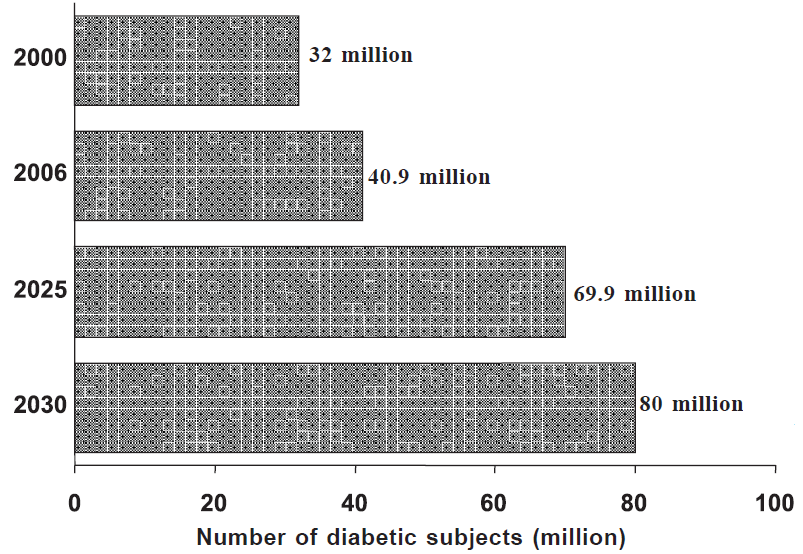 2000
32 million
2006
40.9 million
2025
69.9 million
2030
80 million
0 20 40 60 80 100
Number of diabetic subjects (million)